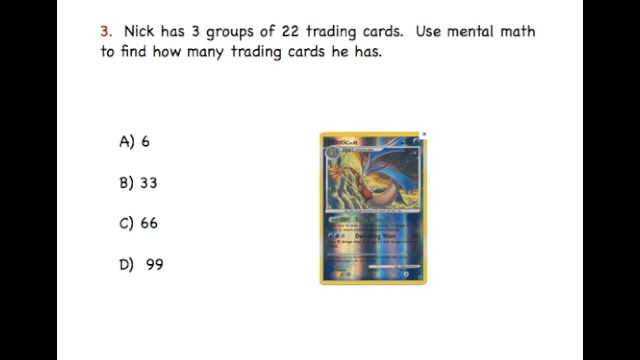 3. Nick has 3 groups of 22 trading cards. Use mental math
to find how many trading cards he has.
A) 6
B) 33
C) 66
D) 99